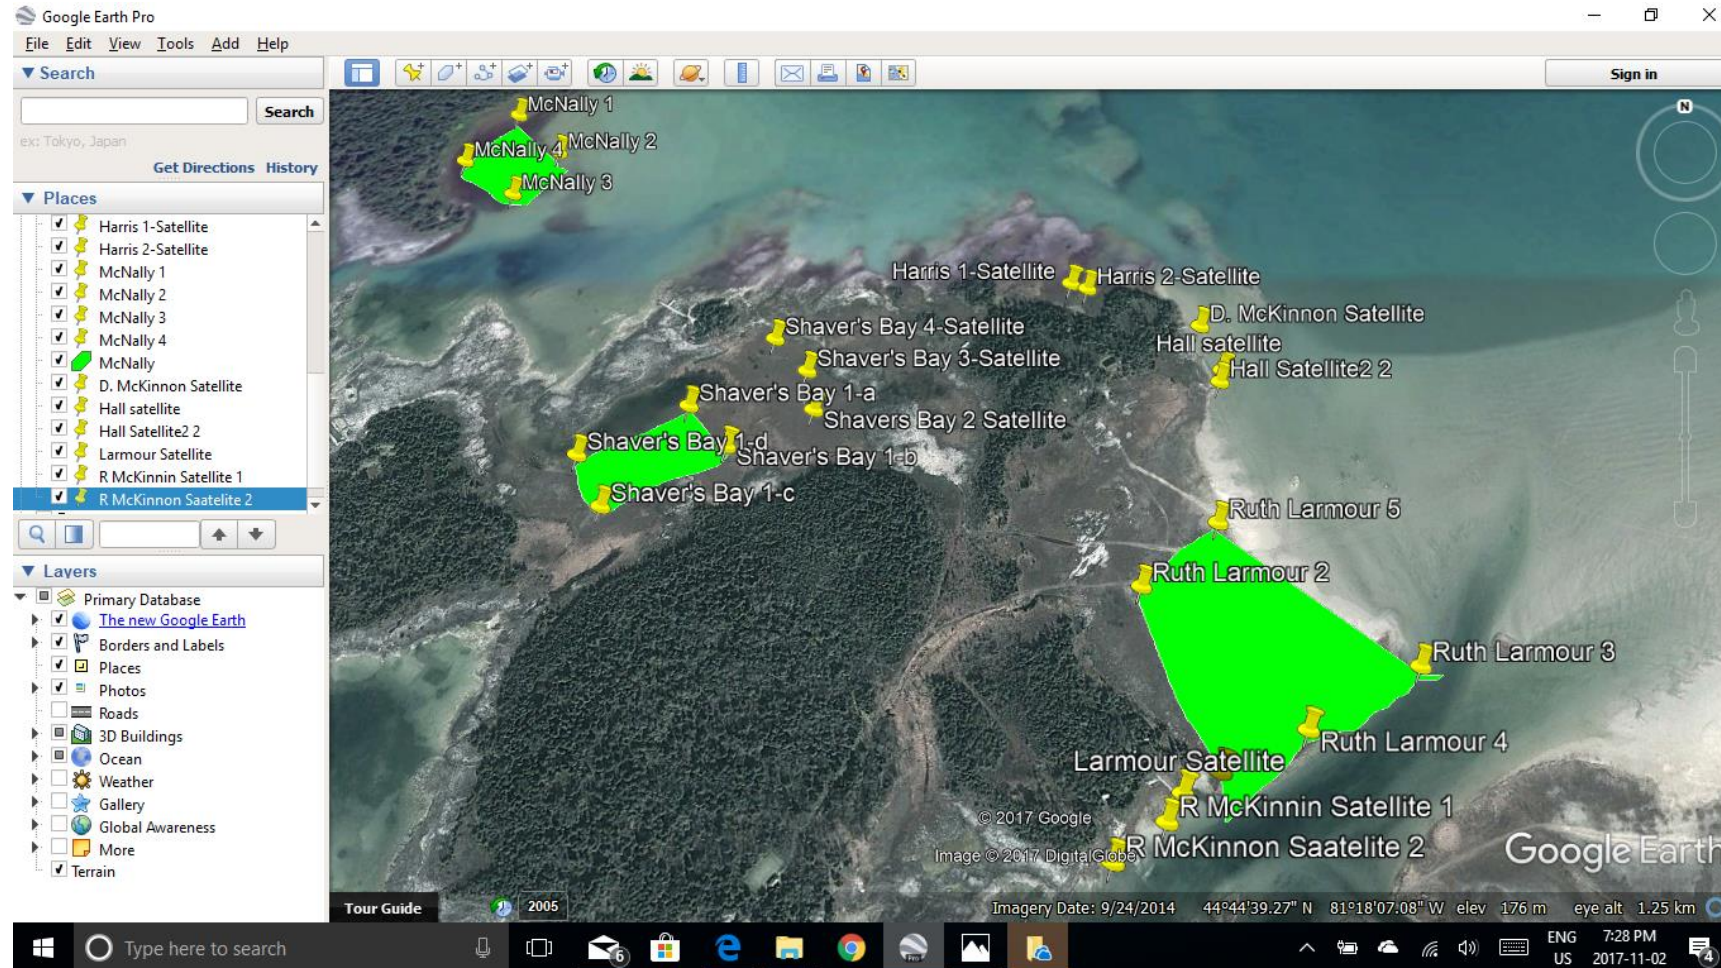 Google Earth Pro
File Edit View Tools Add Help
Search
Search
ex: Tokyo, Japan
Get Directions History
Places
Harris 1-Satellite
Harris 2-Satellite
McNally 1
McNally 2
McNally 3
McNally 4
McNally
D. McKinnon Satellite
Hall satellite
Hall Satellite2 2
Larmour Satellite
R McKinnin Satellite 1
R McKinnon Saatelite 2
Layers
Primary Database
The new Google Earth
Borders and Labels
Places
Photos
Roads
3D Buildings
Ocean
Weather
Gallery
Global Awareness
More
Terrain
Sign in
N
McNally 1
McNally 2
McNally 4
McNally 3
Harris 1-Satellite
Harris 2-Satellite
D. McKinnon Satellite
Shaver's Bay 4-Satellite
Hall satellite
Shaver's Bay 3-Satellite
Hall Satellite2 2
Shaver's Bay 1-a
Shavers Bay 2 Satellite
Shaver's Bay 1-d
Shaver's Bay 1-b
Shaver's Bay 1-c
Ruth Larmour 5
Ruth Larmour 2
Ruth Larmour 3
Ruth Larmour 4
Larmour Satellite
R McKinnin Satellite 1
© 2017 Google
R McKinnon Saatelite 2
Image © 2017 DigitalGlobe
Google Earth
Tour Guide
2005
Imagery Date: 9/24/2014 44°44'39.27" N 81°18'07.08" W elev 176 m eye alt 1.25 km
Type here to search
6
Pro
ENG
US
7:28 PM
2017-11-02
4